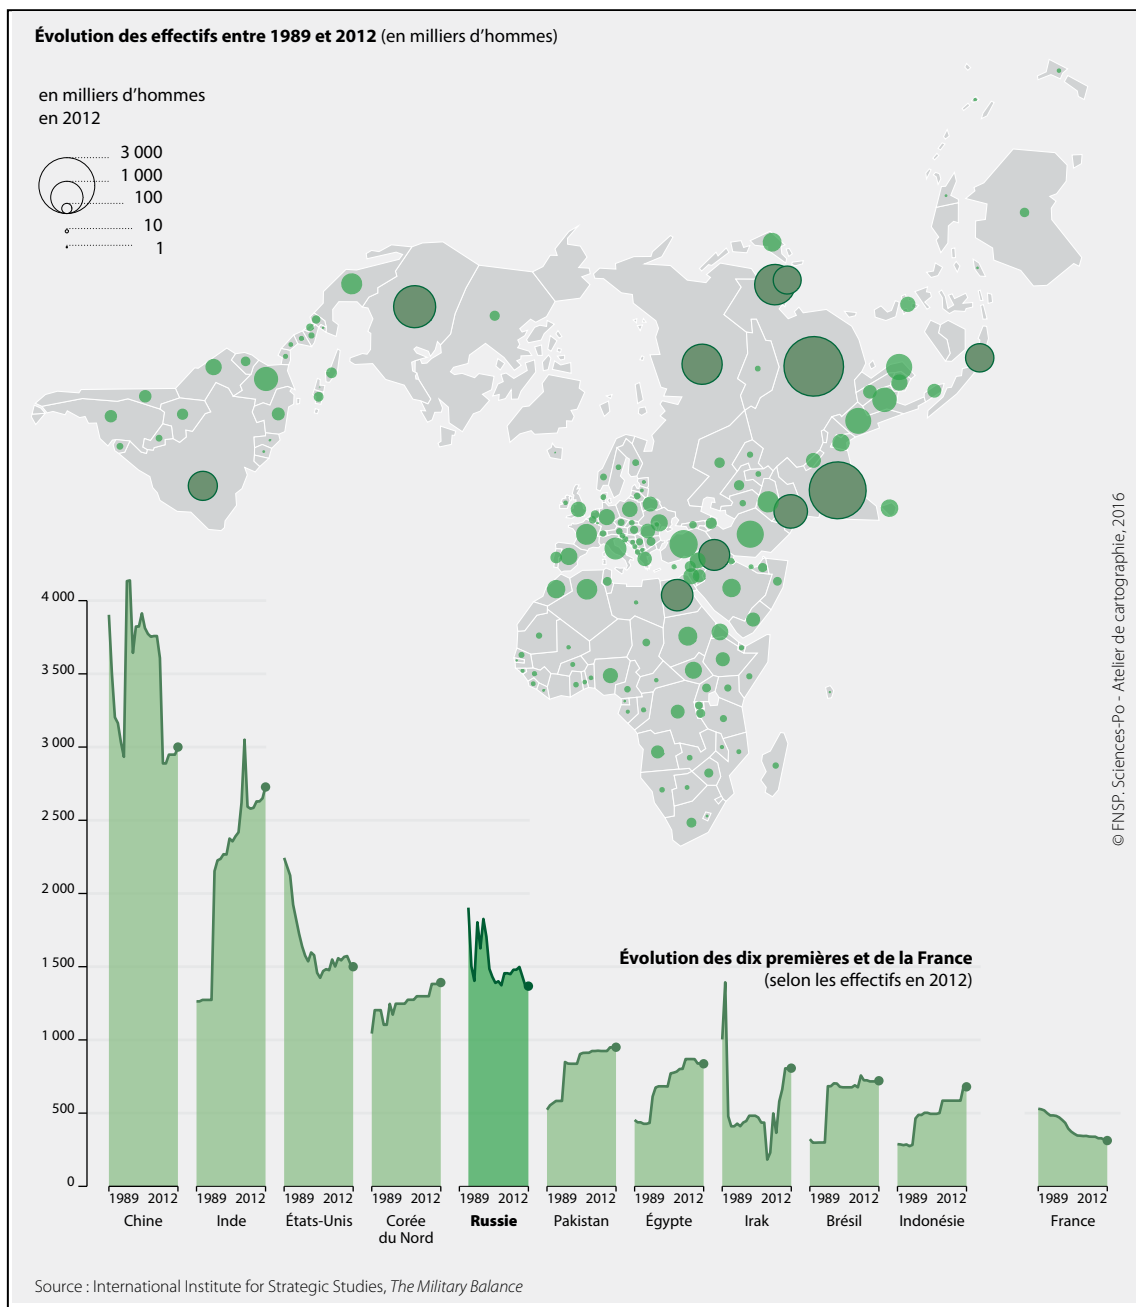 Évolution des effectifs entre 1989 et 2012 (en milliers d’hommes)
en milliers d’hommes
en 2012
3 000
1 000
100
10
1
© FNSP. Sciences-Po - Atelier de cartographie, 2016
4 000
3 500
3 000
2 500
2 000
1 500
1 000
500
0
Évolution des dix premières et de la France
(selon les effectifs en 2012)
1989 2012 1989 2012 1989 2012 1989 2012 1989 2012 1989 2012 1989 2012 1989 2012 1989 2012 1989 2012 1989 2012
Chine Inde États-Unis Corée Russie Pakistan Égypte Irak Brésil Indonésie France
du Nord
Source : International Institute for Strategic Studies, The Military Balance